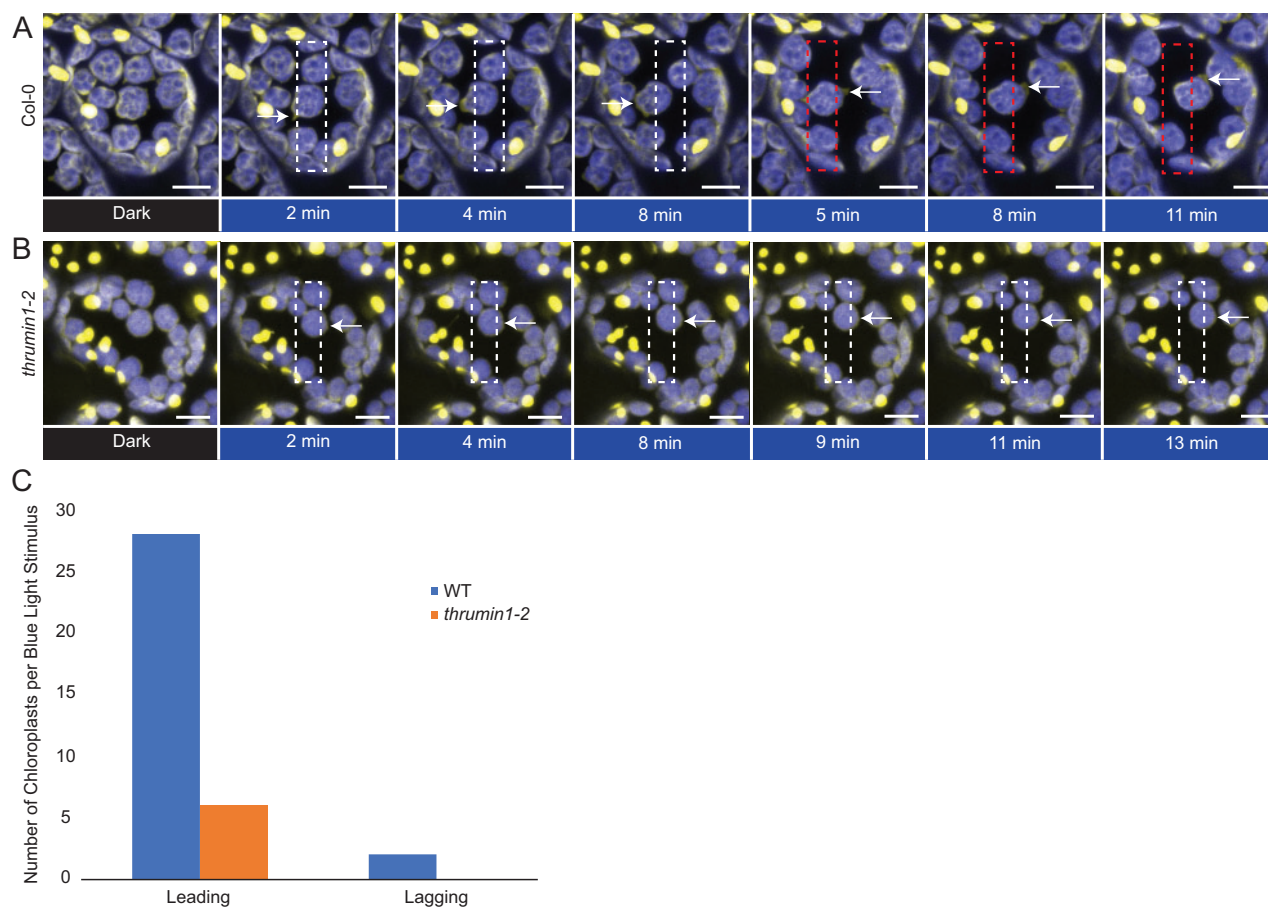 A
Col-0
Dark
2 min
4 min
8 min
5 min
8 min
11 min
B
thrumin1-2
Dark
2 min
4 min
8 min
9 min
11 min
13 min
C
Number of Chloroplasts per Blue Light Stimulus
30
25
20
15
10
5
0
WT
thrumin1-2
Leading
Lagging